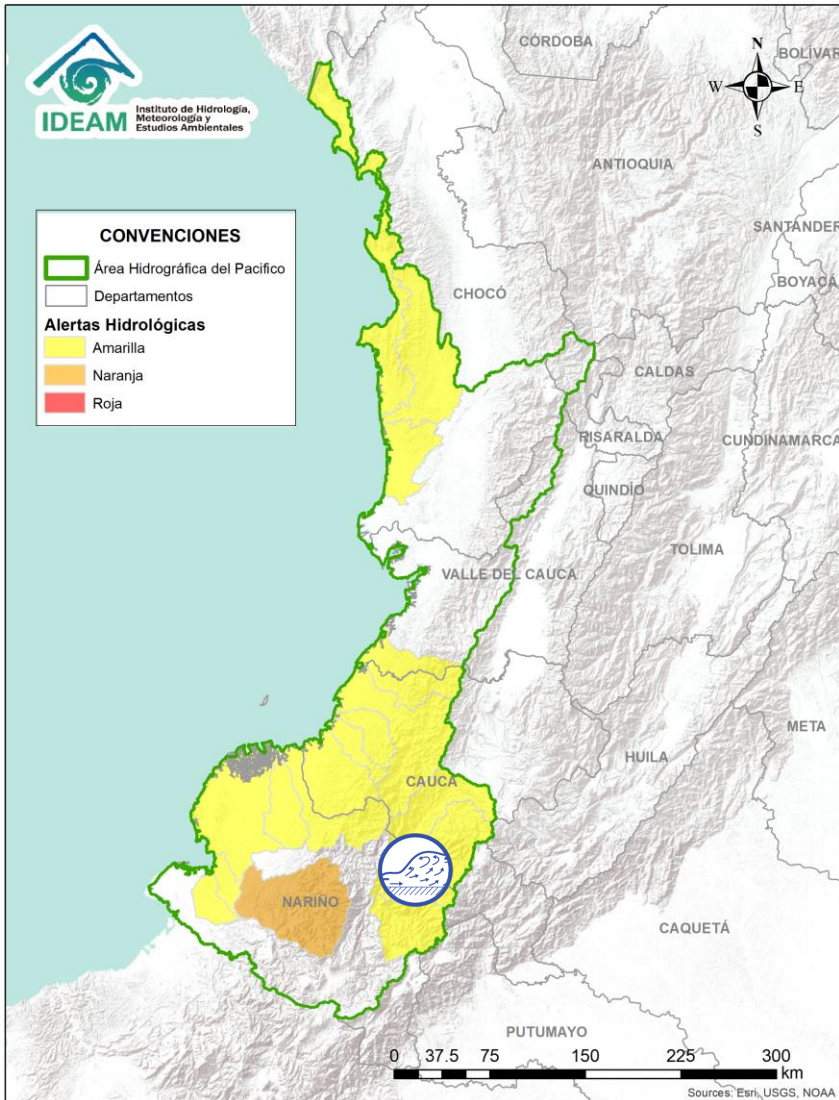 IDEAM
Instituto de Hidrología,
Meteorología y
Estudios Ambientales
CÓRDOBA
BOLÍVAR
N
W
E
S
ANTIOQUIA
SANTANDER
BOYACÁ
CONVENCIONES
Área Hidrográfica del Pacifico
Departamentos
Alertas Hidrológicas
Amarilla
Naranja
Roja
CHOCÓ
CALDAS
RISARALDA
CUNDINAMARCA
QUINDÍO
TOLIMA
VALLE DEL CAUCA
META
HUILA
CAUCA
NARIÑO
CAQUETÁ
PUTUMAYO
0 37.5 75 150 225 300
km
Sources: Esri, USGS, NOAA